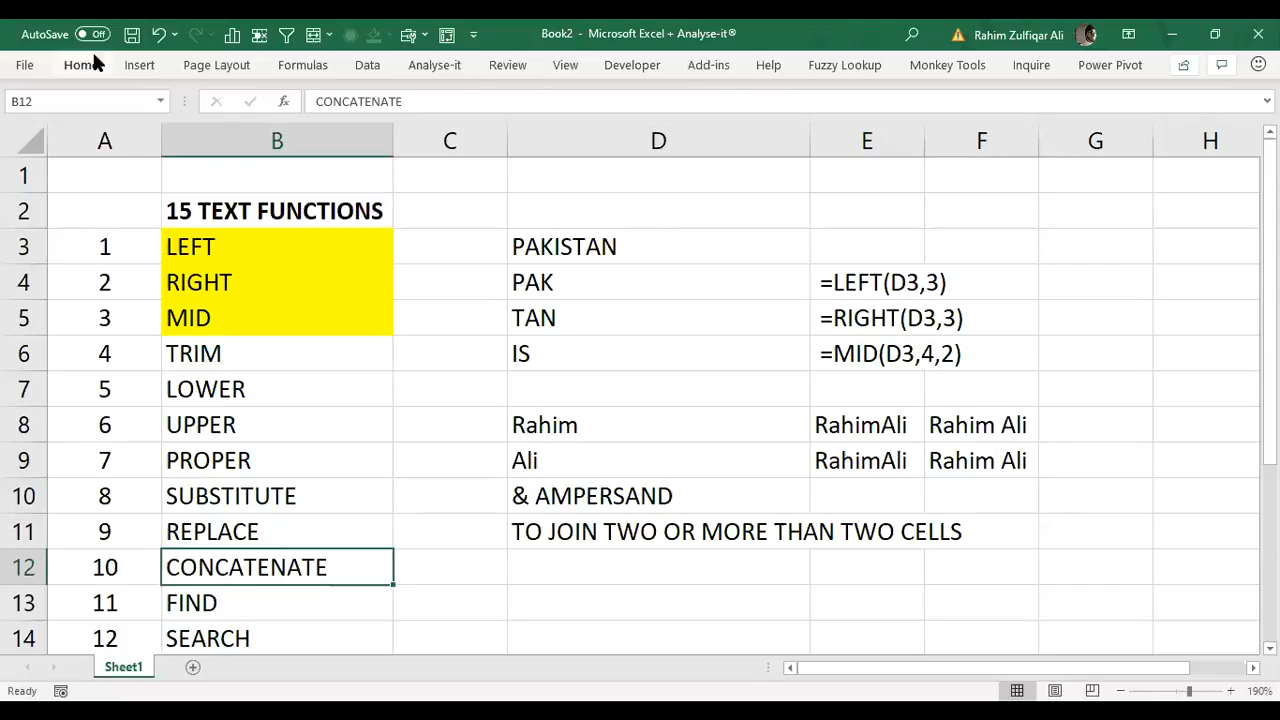 AutoSave Off Book2 - Microsoft Excel + Analyse-it® Rahim Zulfiqar Ali
File Home Insert Page Layout Formulas Data Analyse-it Review View Developer Add-ins Help Fuzzy Lookup Monkey Tools Inquire Power Pivot
B12 fx CONCATENATE
A B C D E F G H
1
2 15 TEXT FUNCTIONS
3 1 LEFT PAKISTAN
4 2 RIGHT PAK =LEFT(D3,3)
5 3 MID TAN =RIGHT(D3,3)
6 4 TRIM IS =MID(D3,4,2)
7 5 LOWER
8 6 UPPER Rahim RahimAli Rahim Ali
9 7 PROPER Ali RahimAli Rahim Ali
10 8 SUBSTITUTE & AMPERSAND
11 9 REPLACE TO JOIN TWO OR MORE THAN TWO CELLS
12 10 CONCATENATE
13 11 FIND
14 12 SEARCH
Sheet1
Ready 190%